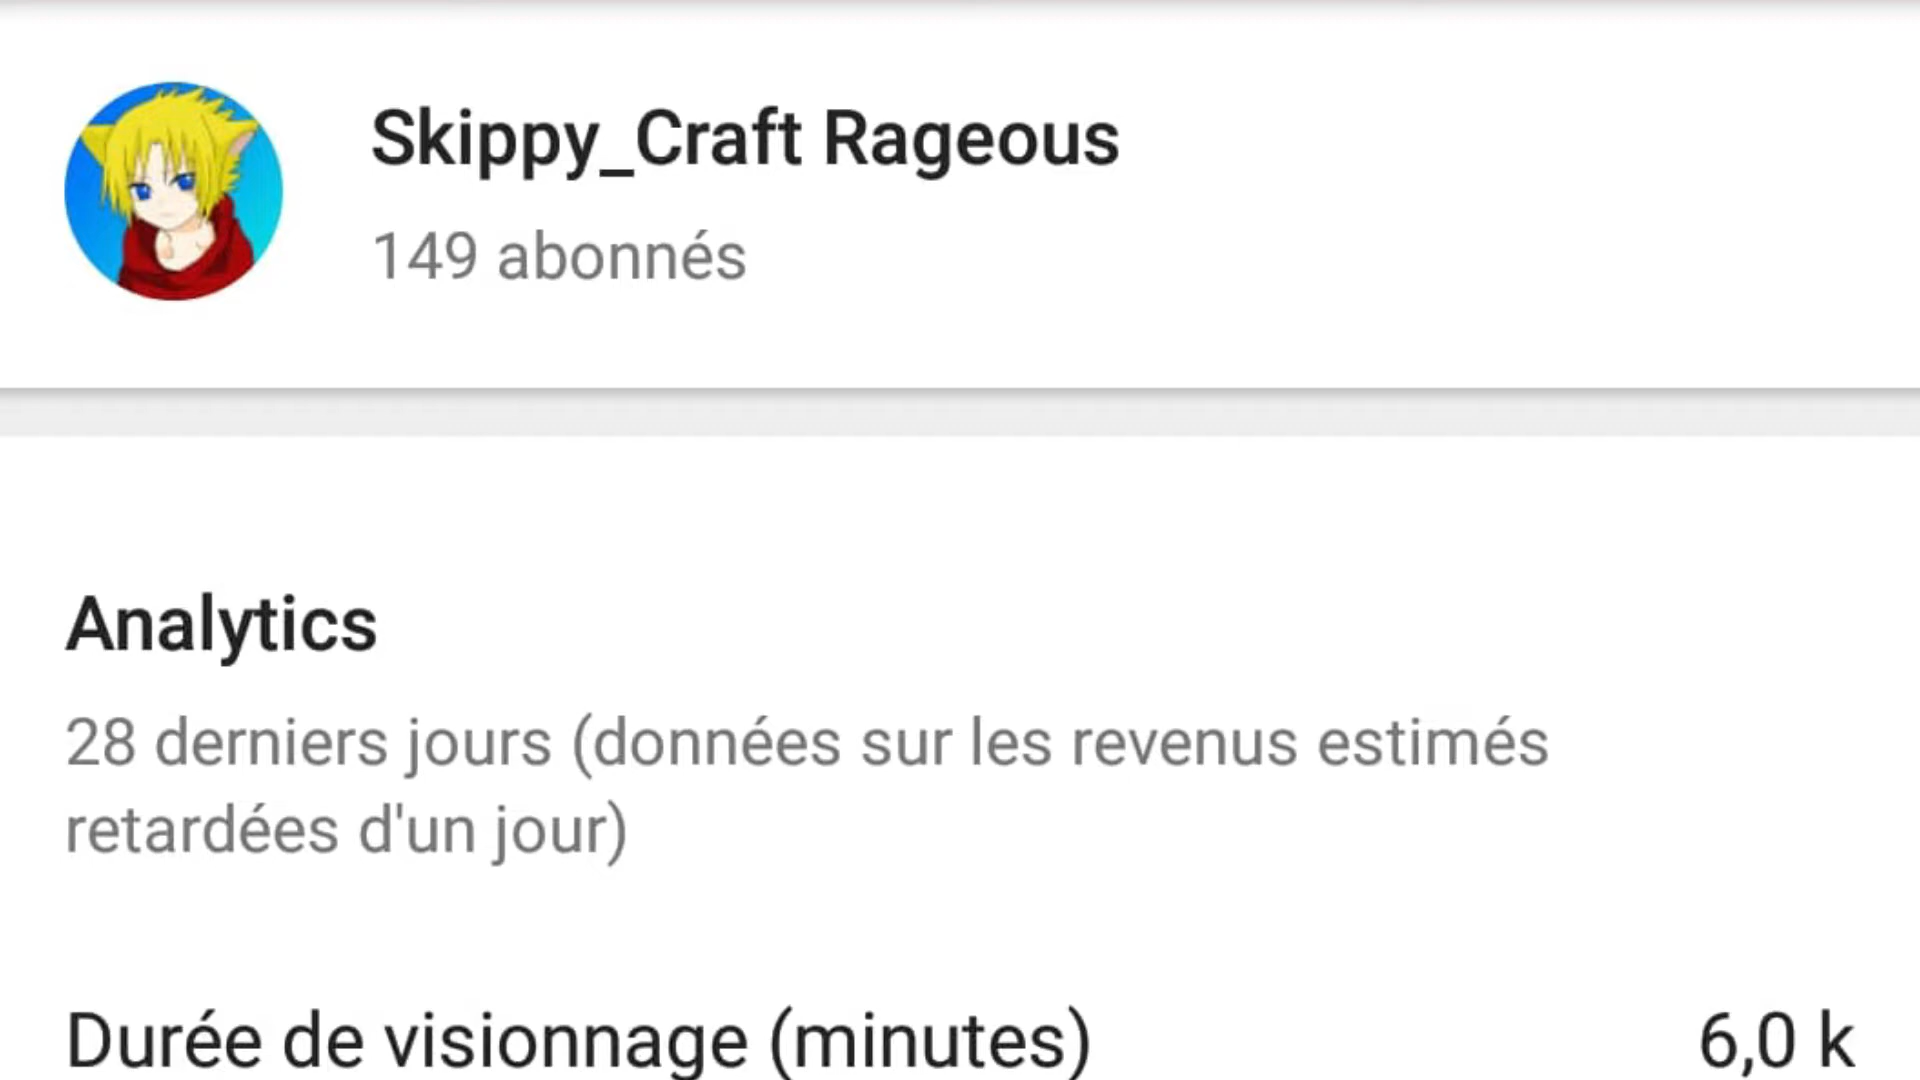 Skippy_Craft Rageous
149 abonnés
Analytics
28 derniers jours (données sur les revenus estimés
retardées d'un jour)
Durée de visionnage (minutes) 6,0 k